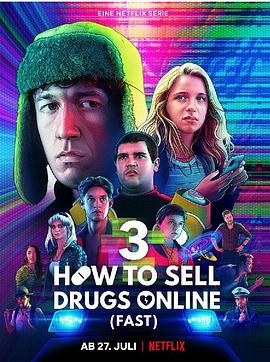 EINE NETFLIX SERIE
3
HOW TO SELL
DRUGS ONLINE
(FAST)
AB 27. JULI | NETFLIX